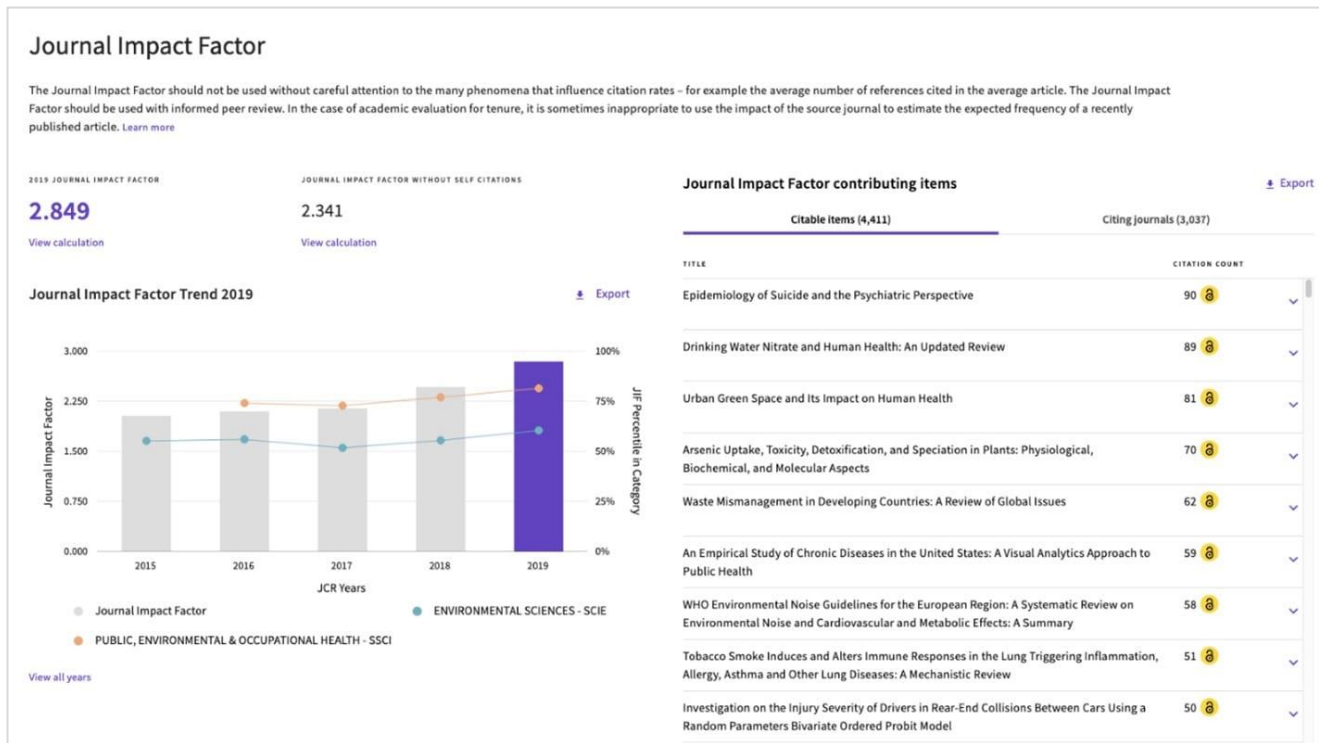 Journal Impact Factor
The Journal Impact Factor should not be used without careful attention to the many phenomena that influence citation rates – for example the average number of references cited in the average article. The Journal Impact
Factor should be used with informed peer review. In the case of academic evaluation for tenure, it is sometimes inappropriate to use the impact of the source journal to estimate the expected frequency of a recently
published article. Learn more
2019 JOURNAL IMPACT FACTOR
2.849
View calculation
JOURNAL IMPACT FACTOR WITHOUT SELF CITATIONS
2.341
View calculation
Journal Impact Factor Trend 2019
Export
3.000
2.250
1.500
0.750
0.000
Journal Impact Factor
100%
75%
50%
25%
0%
JIF Percentile in Category
2015 2016 2017 2018 2019
JCR Years
Journal Impact Factor
ENVIRONMENTAL SCIENCES - SCIE
PUBLIC, ENVIRONMENTAL & OCCUPATIONAL HEALTH - SSCI
View all years
Journal Impact Factor contributing items
Export
Citable items (4,411)
Citing journals (3,037)
TITLE CITATION COUNT
Epidemiology of Suicide and the Psychiatric Perspective 90
Drinking Water Nitrate and Human Health: An Updated Review 89
Urban Green Space and Its Impact on Human Health 81
Arsenic Uptake, Toxicity, Detoxification, and Speciation in Plants: Physiological, 70
Biochemical, and Molecular Aspects
Waste Mismanagement in Developing Countries: A Review of Global Issues 62
An Empirical Study of Chronic Diseases in the United States: A Visual Analytics Approach to 59
Public Health
WHO Environmental Noise Guidelines for the European Region: A Systematic Review on 58
Environmental Noise and Cardiovascular and Metabolic Effects: A Summary
Tobacco Smoke Induces and Alters Immune Responses in the Lung Triggering Inflammation, 51
Allergy, Asthma and Other Lung Diseases: A Mechanistic Review
Investigation on the Injury Severity of Drivers in Rear-End Collisions Between Cars Using a 50
Random Parameters Bivariate Ordered Probit Model